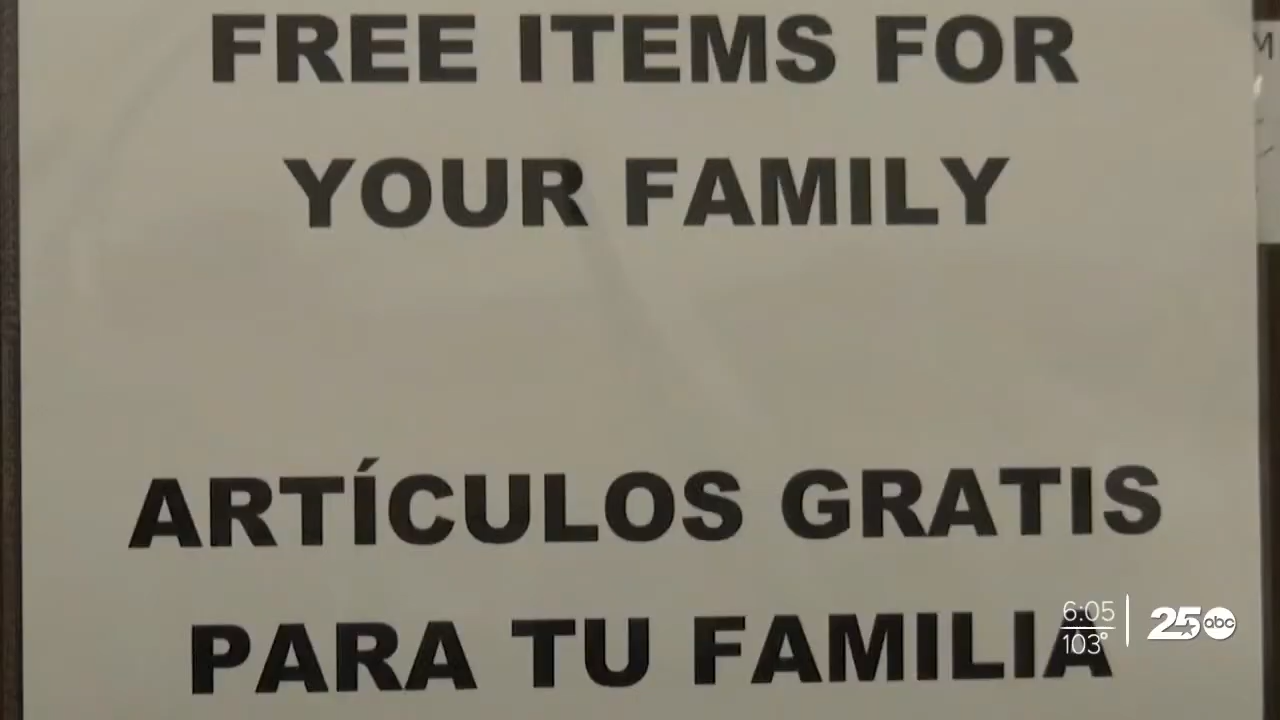 FREE ITEMS FOR
YOUR FAMILY
ARTÍCULOS GRATIS
PARA TU FAMILIA
6:05
103°
25 abc
M